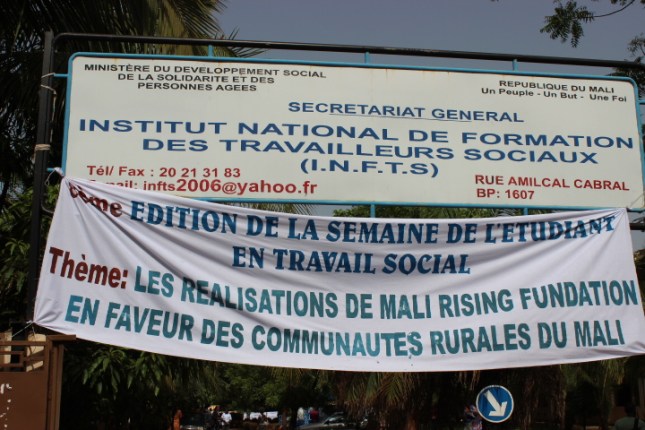 MINISTÈRE DU DEVELOPPEMENT SOCIAL
DE LA SOLIDARITE ET DES
PERSONNES AGEES
REPUBLIQUE DU MALI
Un Peuple - Un But - Une Foi
SECRETARIAT GENERAL
INSTITUT NATIONAL DE FORMATION
DES TRAVAILLEURS SOCIAUX
(I.N.F.T.S)
Tél/ Fax : 20 21 31 83
infts2006@yahoo.fr
RUE AMILCAL CABRAL
BP: 1607
EDITION DE LA SEMAINE DE L'ETUDIANT
EN TRAVAIL SOCIAL
Thème: LES REALISATIONS DE MALI RISING FUNDATION
EN FAVEUR DES COMMUNAUTES RURALES DU MALI